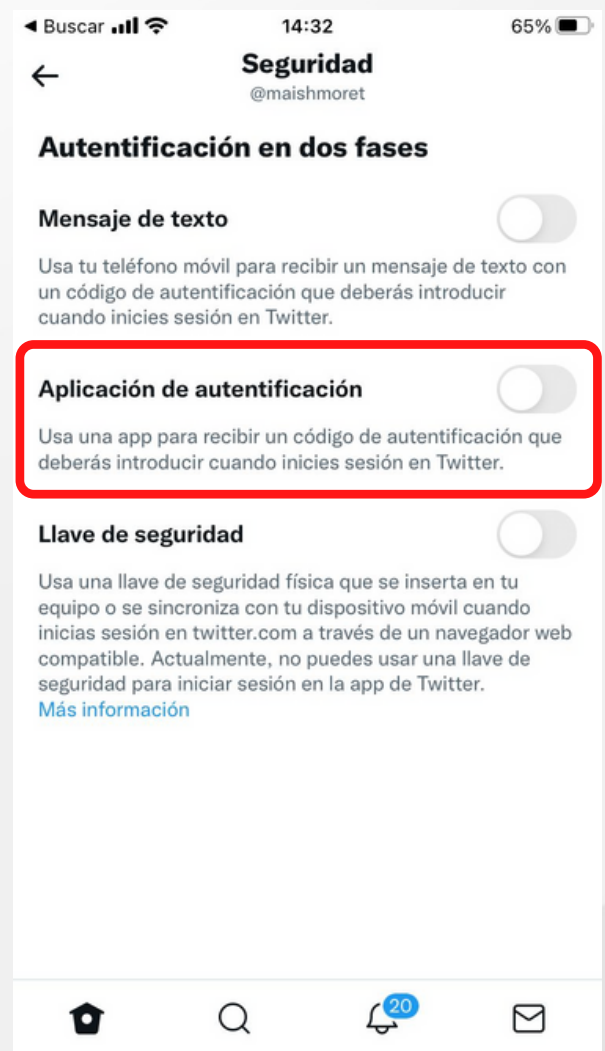 Buscar
14:32
65%
Seguridad
@maishmoret
Autentificación en dos fases
Mensaje de texto
Usa tu teléfono móvil para recibir un mensaje de texto con
un código de autentificación que deberás introducir
cuando inicies sesión en Twitter.
Aplicación de autentificación
Usa una app para recibir un código de autentificación que
deberás introducir cuando inicies sesión en Twitter.
Llave de seguridad
Usa una llave de seguridad física que se inserta en tu
equipo o se sincroniza con tu dispositivo móvil cuando
inicias sesión en twitter.com a través de un navegador web
compatible. Actualmente, no puedes usar una llave de
seguridad para iniciar sesión en la app de Twitter.
Más información
20